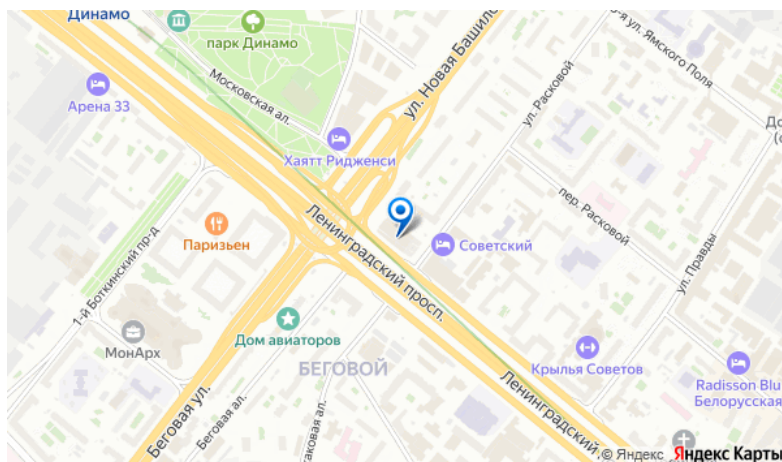 Динамо
парк Динамо
Арена 33
Московская ал.
Хаятт Ридженси
ул. Новая Башил
3-я ул. Ямского Поля
ул. Расковой
пер. Расковой
ул. Правды
Паризьен
Ленинградский просп.
Советский
1-й Боткинский пр-д
МонАрх
Дом авиаторов
БЕГОВОЙ
Беговая ул.
Беговая ал.
Крылья Советов
Ленинградский
Radisson Blu
Белорусская
© Яндекс Яндекс Карты